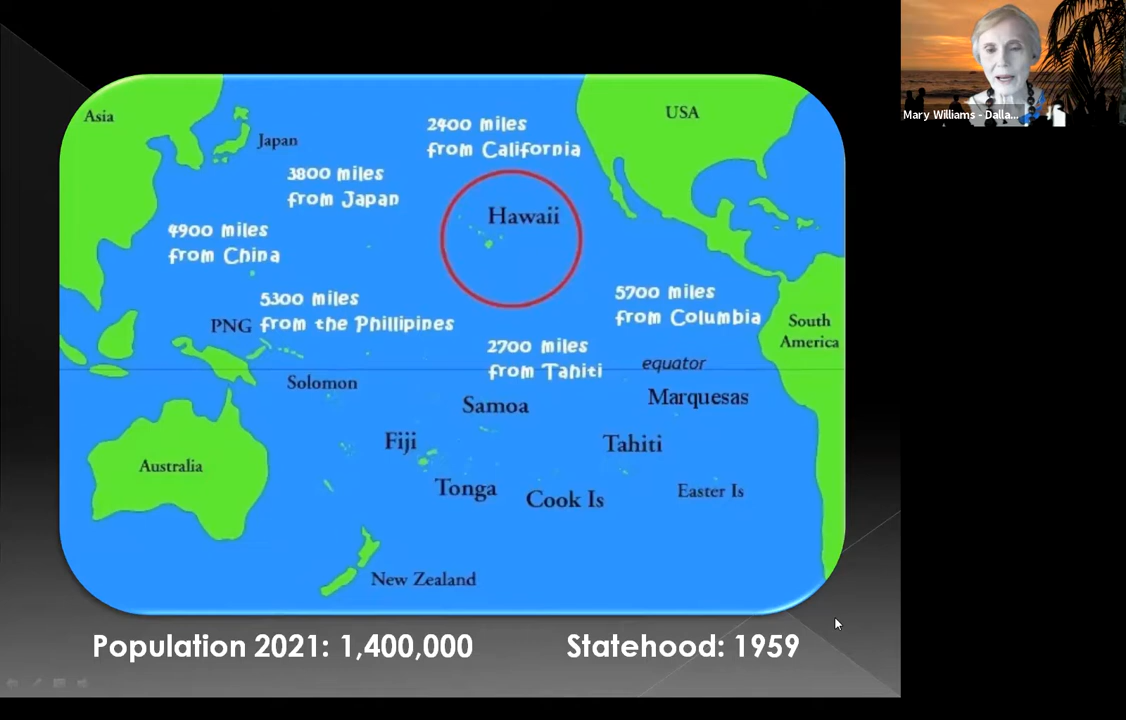 Mary Williams - Dalla...
Asia
USA
Japan
2400 miles
from California
3800 miles
from Japan
Hawaii
4900 miles
from China
5300 miles
from the Phillipines
PNG
5700 miles
from Columbia
South
America
2700 miles
from Tahiti
equator
Solomon
Samoa
Marquesas
Fiji
Tahiti
Australia
Tonga
Cook Is
Easter Is
New Zealand
Population 2021: 1,400,000
Statehood: 1959